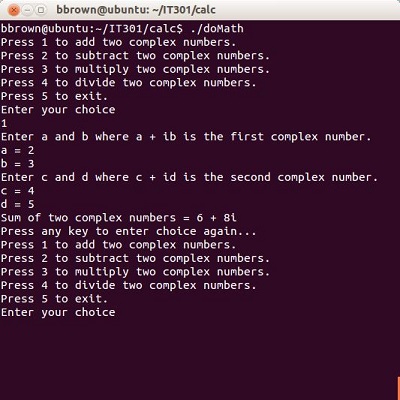 bbrown@ubuntu: ~/IT301/calc
bbrown@ubuntu:~/IT301/calc$ ./doMath
Press 1 to add two complex numbers.
Press 2 to subtract two complex numbers.
Press 3 to multiply two complex numbers.
Press 4 to divide two complex numbers.
Press 5 to exit.
Enter your choice
1
Enter a and b where a + ib is the first complex number.
a = 2
b = 3
Enter c and d where c + id is the second complex number.
c = 4
d = 5
Sum of two complex numbers = 6 + 8i
Press any key to enter choice again...
Press 1 to add two complex numbers.
Press 2 to subtract two complex numbers.
Press 3 to multiply two complex numbers.
Press 4 to divide two complex numbers.
Press 5 to exit.
Enter your choice